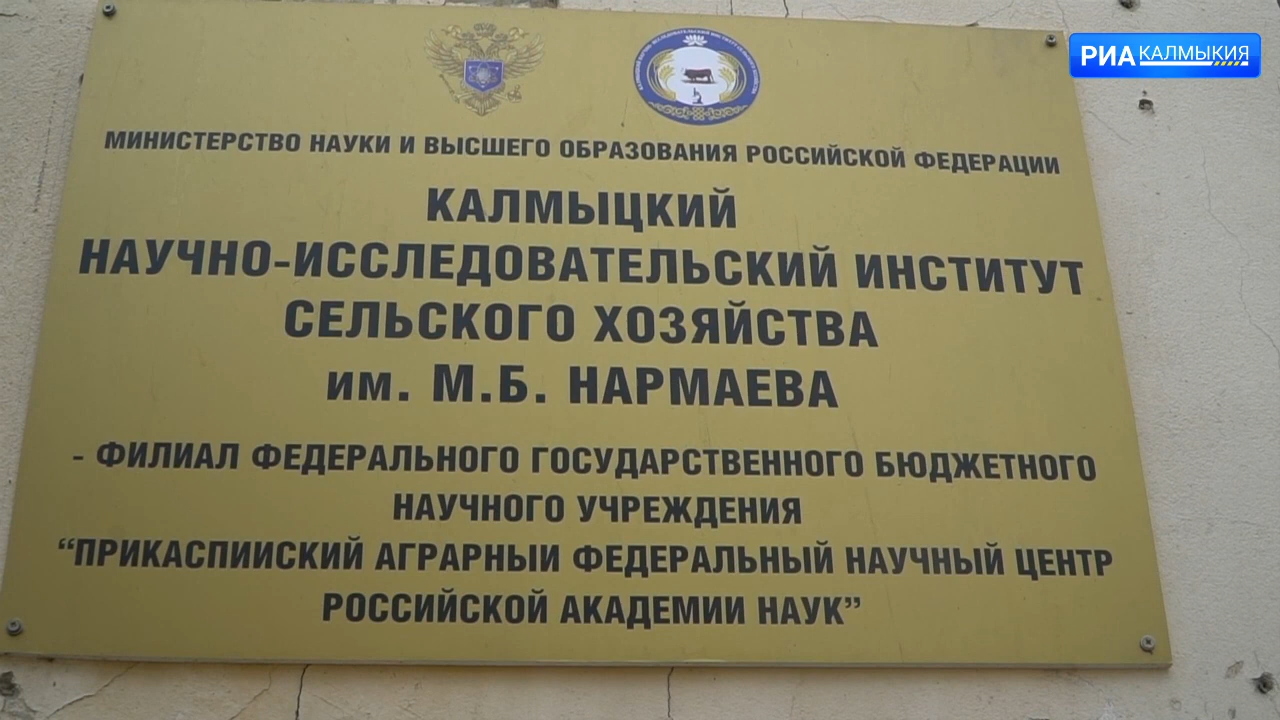 РИА КАЛМЫКИЯ
МИНИСТЕРСТВО НАУКИ И ВЫСШЕГО ОБРАЗОВАНИЯ РОССИЙСКОЙ ФЕДЕРАЦИИ
КАЛМЫЦКИЙ
НАУЧНО-ИССЛЕДОВАТЕЛЬСКИЙ ИНСТИТУТ
СЕЛЬСКОГО ХОЗЯЙСТВА
им. М.Б. НАРМАЕВА
- ФИЛИАЛ ФЕДЕРАЛЬНОГО ГОСУДАРСТВЕННОГО БЮДЖЕТНОГО
НАУЧНОГО УЧРЕЖДЕНИЯ
“ПРИКАСПИИСКИЙ АГРАРНЫИ ФЕДЕРАЛЬНЫЙ НАУЧНЫЙ ЦЕНТР
РОССИЙСКОЙ АКАДЕМИИ НАУК”